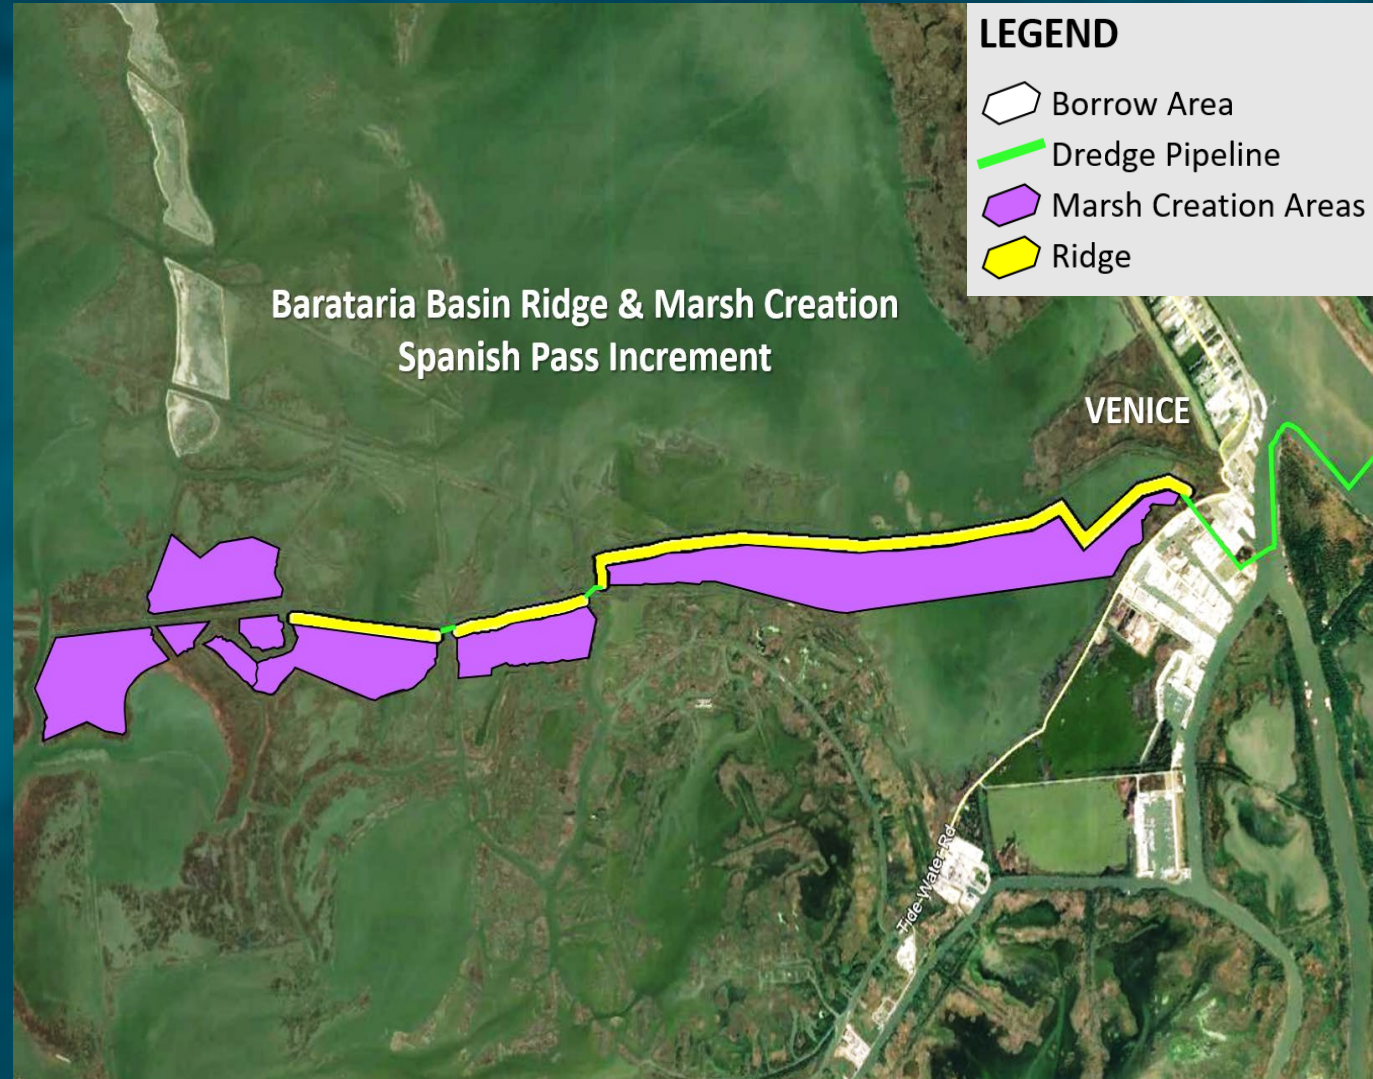 LEGEND
Borrow Area
Dredge Pipeline
Marsh Creation Areas
Ridge
Barataria Basin Ridge & Marsh Creation
Spanish Pass Increment
VENICE
Tide Water Rd